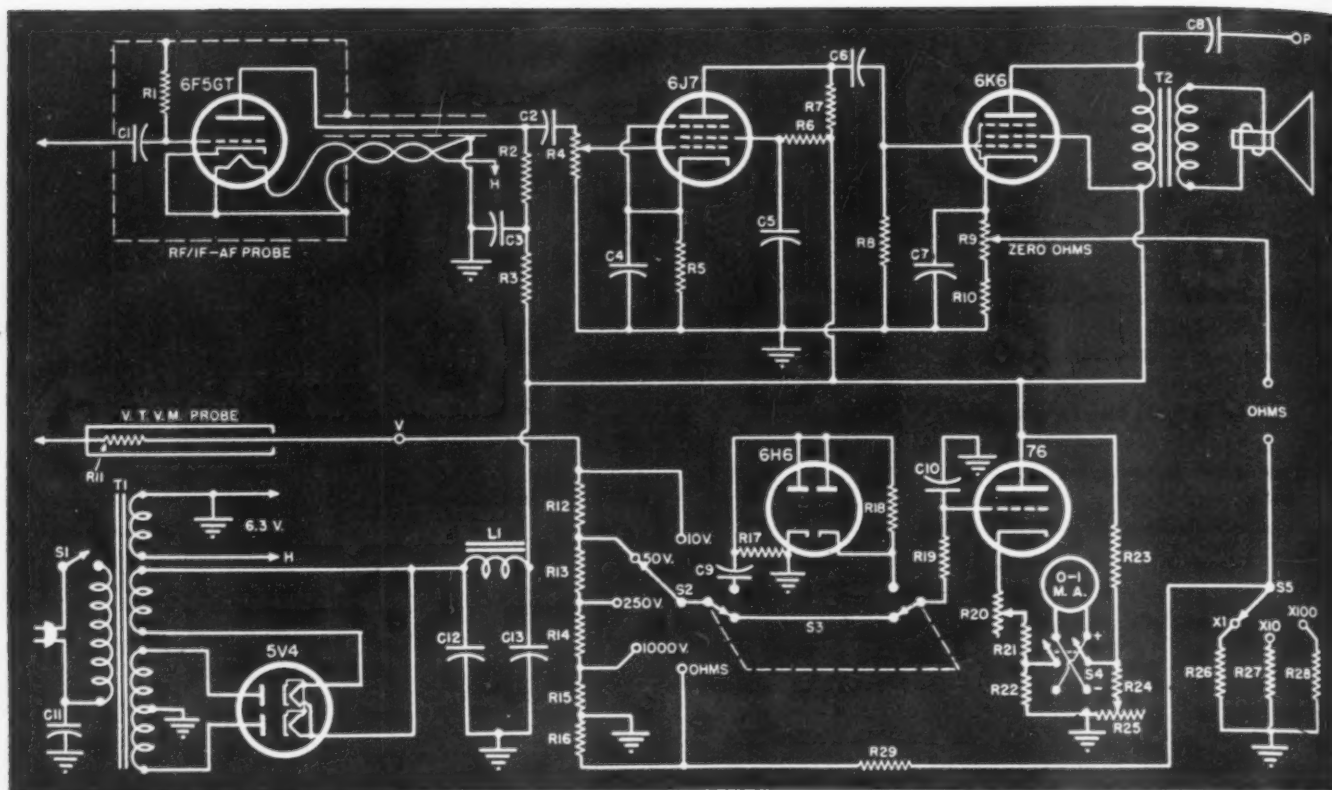 C8
P
6F5GT
R1
C1
C2
R4
R2
H
C3
R3
RF/IF-AF PROBE
6J7
C6
R7
R6
C4
R5
C5
6K6
T2
R8
C7
R9
ZERO OHMS
R10
OHMS
V.T.V.M. PROBE
R11
V
T1
S1
6.3 V.
H
L1
C12
C13
5V4
C11
R12
R13
R14
R15
R16
10V.
50V.
250V.
1000V.
OHMS
S2
6H6
R17
C9
R18
S3
C10
R19
76
R20
R21
R22
0-1
M.A.
+
-
S4
R23
R24
R25
R29
S5
X1
X10
X100
R26
R27
R28